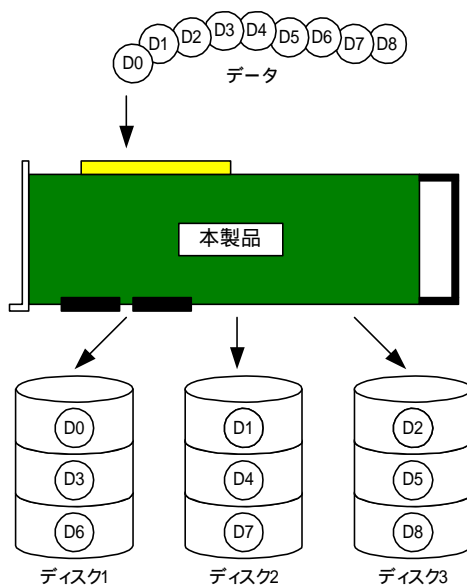 D0 D1 D2 D3 D4 D5 D6 D7 D8
データ
本製品
D0 D1 D2
D3 D4 D5
D6 D7 D8
ディスク1 ディスク2 ディスク3